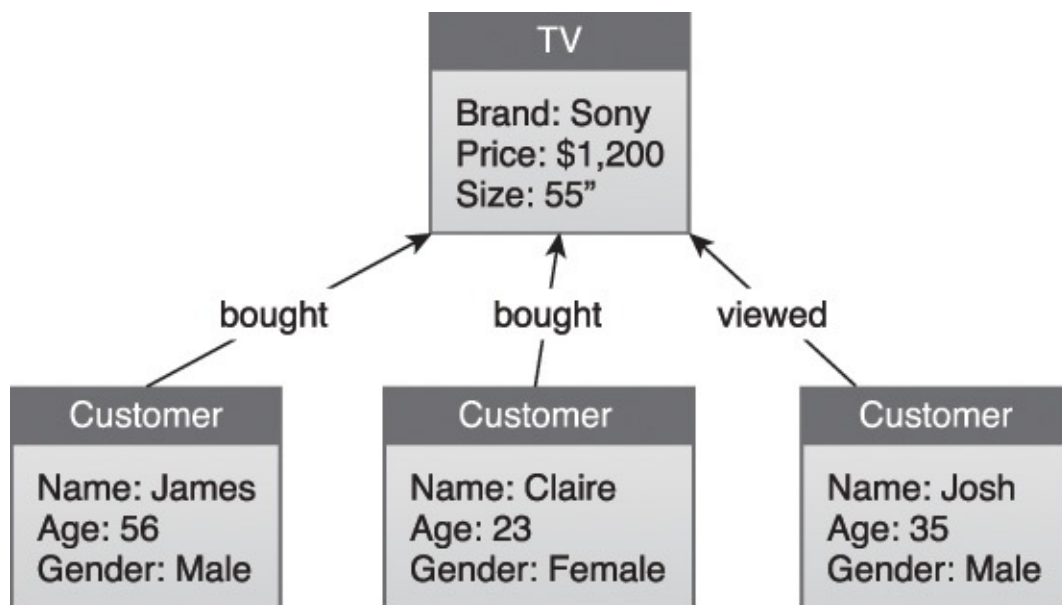 TV
Brand: Sony
Price: $1,200
Size: 55”
bought
bought
viewed
Customer
Name: James
Age: 56
Gender: Male
Customer
Name: Claire
Age: 23
Gender: Female
Customer
Name: Josh
Age: 35
Gender: Male